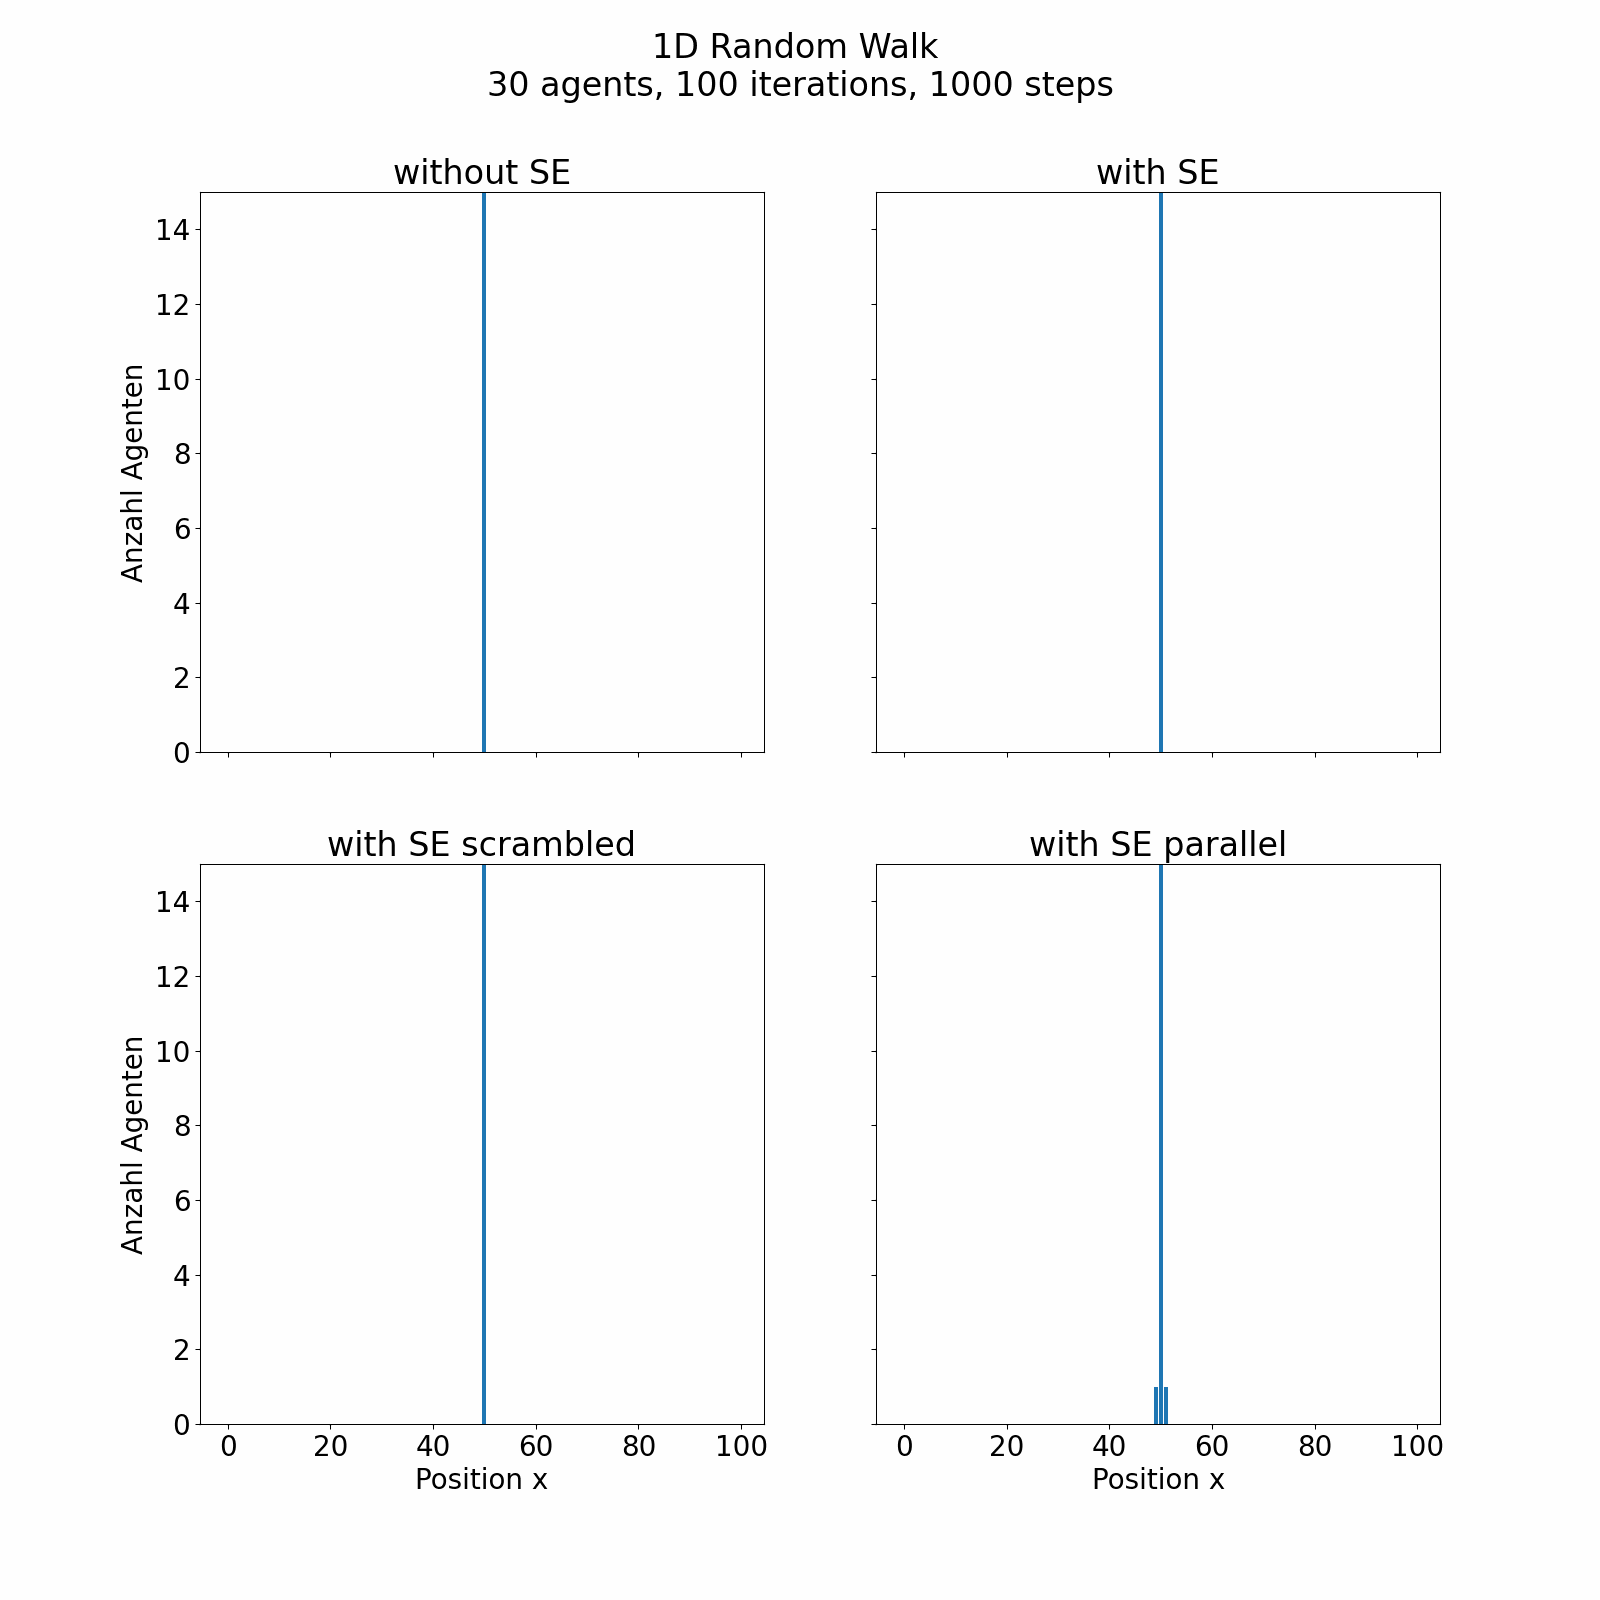 1D Random Walk
30 agents, 100 iterations, 1000 steps
without SE
with SE
14
12
10
8
6
4
2
0
Anzahl Agenten
with SE scrambled
with SE parallel
14
12
10
8
6
4
2
0
Anzahl Agenten
0 20 40 60 80 100
Position x
0 20 40 60 80 100
Position x